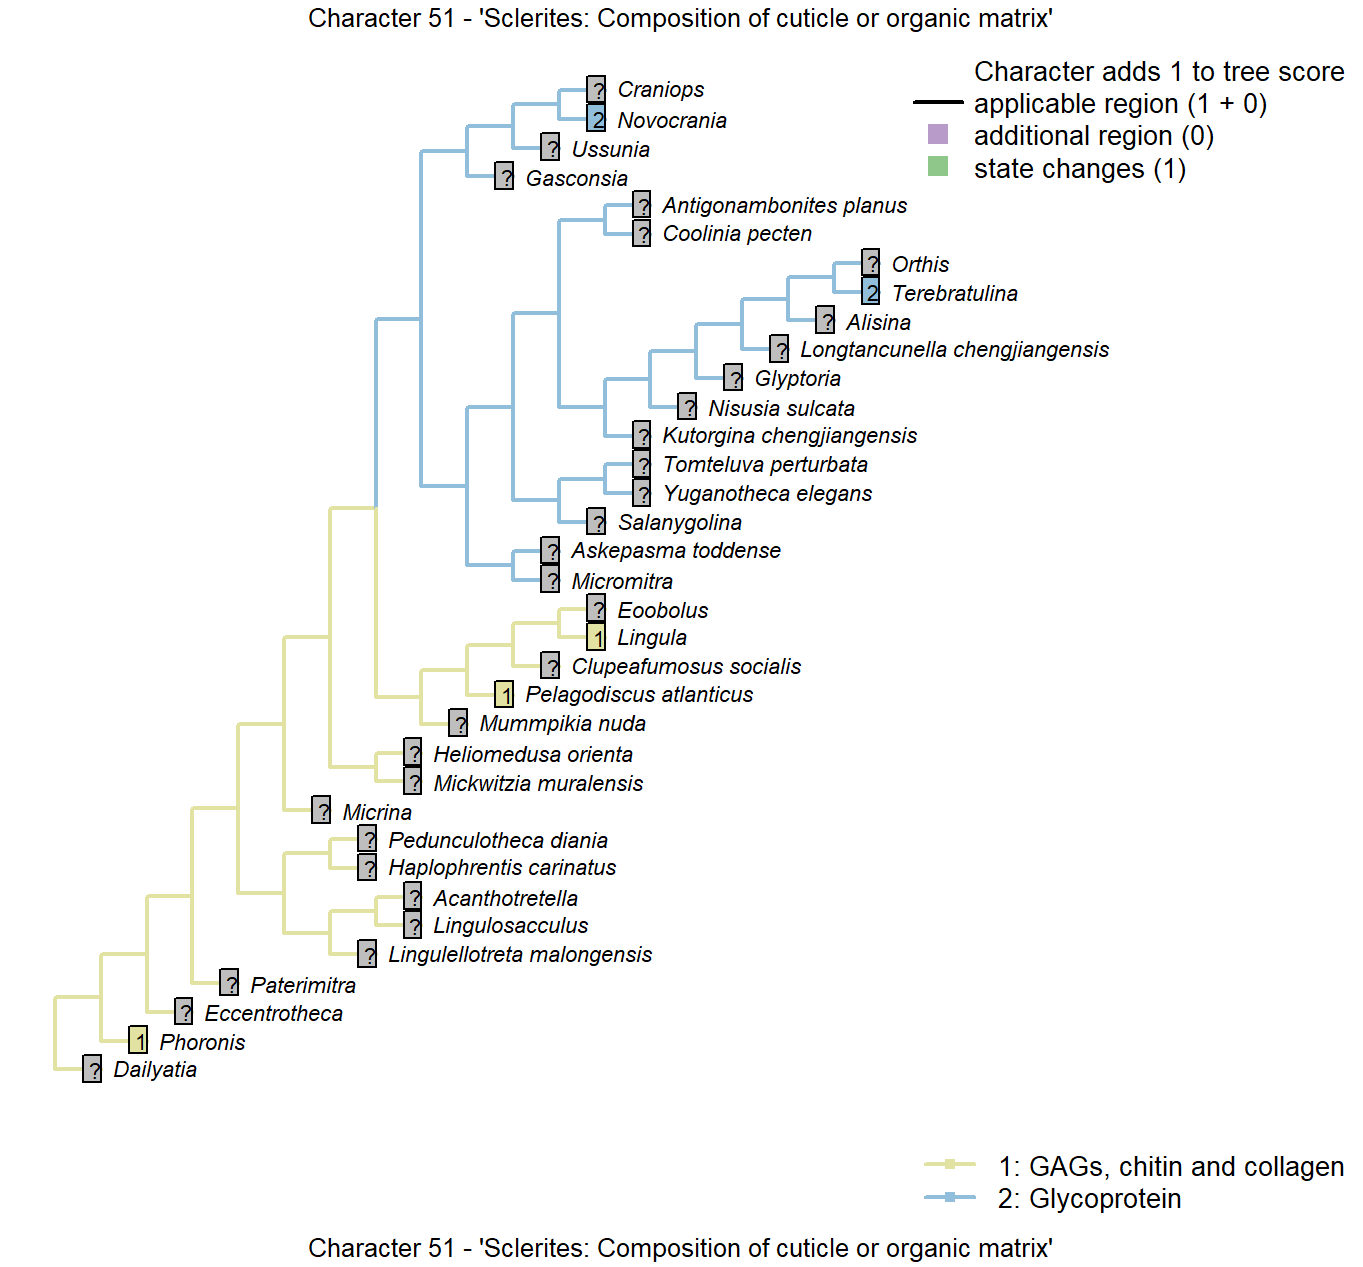 Character 51 - 'Sclerites: Composition of cuticle or organic matrix'
Character adds 1 to tree score
applicable region (1 + 0)
additional region (0)
state changes (1)
? Craniops
2 Novocrania
? Ussunia
? Gasconsia
? Antigonambonites planus
? Coolinia pecten
? Orthis
2 Terebratulina
? Alisina
? Longtancunella chengjiangensis
? Glyptoria
? Nisusia sulcata
? Kutorgina chengjiangensis
? Tomteluva perturbata
? Yuganotheca elegans
? Salanygolina
? Askepasma toddense
? Micromitra
? Eoobolus
1 Lingula
? Clupeafumosus socialis
1 Pelagodiscus atlanticus
? Mummpikia nuda
? Heliomedusa orienta
? Mickwitzia muralensis
? Micrina
? Pedunculotheca diania
? Haplophrentis carinatus
? Acanthotretella
? Lingulosacculus
? Lingulellotreta malongensis
? Paterimitra
? Eccentrotheca
1 Phoronis
? Dailyatia
1: GAGs, chitin and collagen
2: Glycoprotein
Character 51 - 'Sclerites: Composition of cuticle or organic matrix'